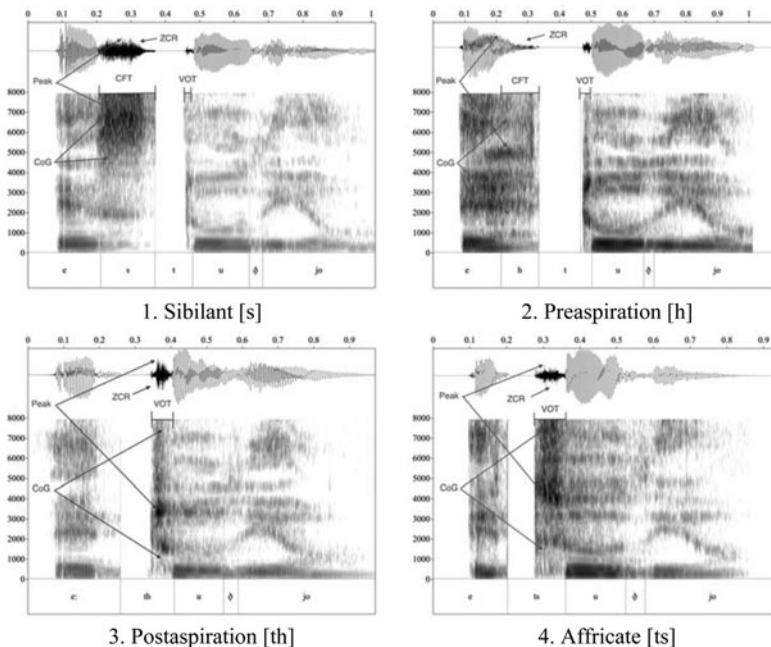 0 0.1 0.2 0.3 0.4 0.5 0.6 0.7 0.8 0.9 1
ZCR
Peak
CFT
VOT
CoG
8000
7000
6000
5000
4000
3000
2000
1000
0
e s t u ð jo
1. Sibilant [s]
0 0.1 0.2 0.3 0.4 0.5 0.6 0.7 0.8 0.9 1
ZCR
Peak
CFT
VOT
CoG
8000
7000
6000
5000
4000
3000
2000
1000
0
e h t u ð jo
2. Preaspiration [h]
0 0.1 0.2 0.3 0.4 0.5 0.6 0.7 0.8 0.9
ZCR
Peak
VOT
CoG
8000
7000
6000
5000
4000
3000
2000
1000
0
e: th u ð jo
3. Postaspiration [th]
0 0.1 0.2 0.3 0.4 0.5 0.6 0.7 0.8 0.9
Peak
ZCR
VOT
CoG
8000
7000
6000
5000
4000
3000
2000
1000
0
e ts u ð jo
4. Affricate [ts]